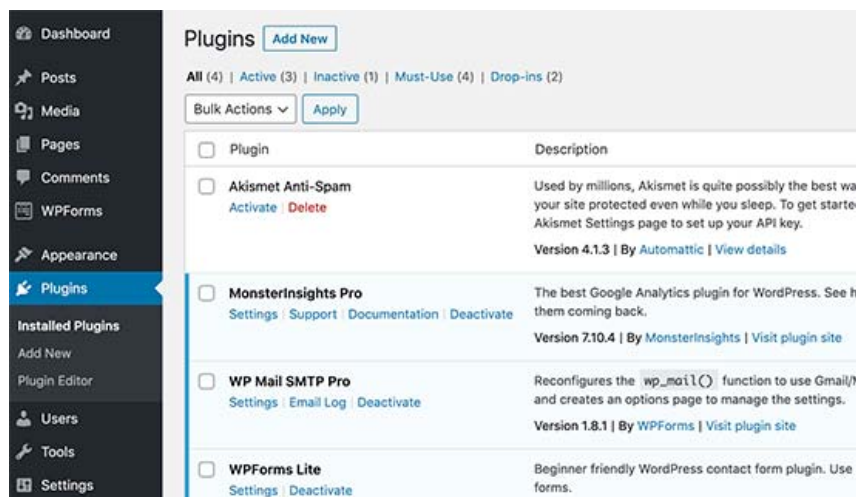 Dashboard
Posts
Media
Pages
Comments
WPForms
Appearance
Plugins
Installed Plugins
Add New
Plugin Editor
Users
Tools
Settings
Plugins Add New
All (4) | Active (3) | Inactive (1) | Must-Use (4) | Drop-ins (2)
Bulk Actions Apply
Plugin Description
Akismet Anti-Spam
Activate | Delete
Used by millions, Akismet is quite possibly the best
your site protected even while you sleep. To get
Akismet Settings page to set up your API key.
Version 4.1.3 | By Automattic | View details
MonsterInsights Pro
Settings | Support | Documentation | Deactivate
The best Google Analytics plugin for WordPress. See
them coming back.
Version 7.10.4 | By MonsterInsights | Visit plugin site
WP Mail SMTP Pro
Settings | Email Log | Deactivate
Reconfigures the wp_mail() function to use
and creates an options page to manage the settings.
Version 1.8.1 | By WPForms | Visit plugin site
WPForms Lite
Settings | Deactivate
Beginner friendly WordPress contact form plugin. Use
forms.